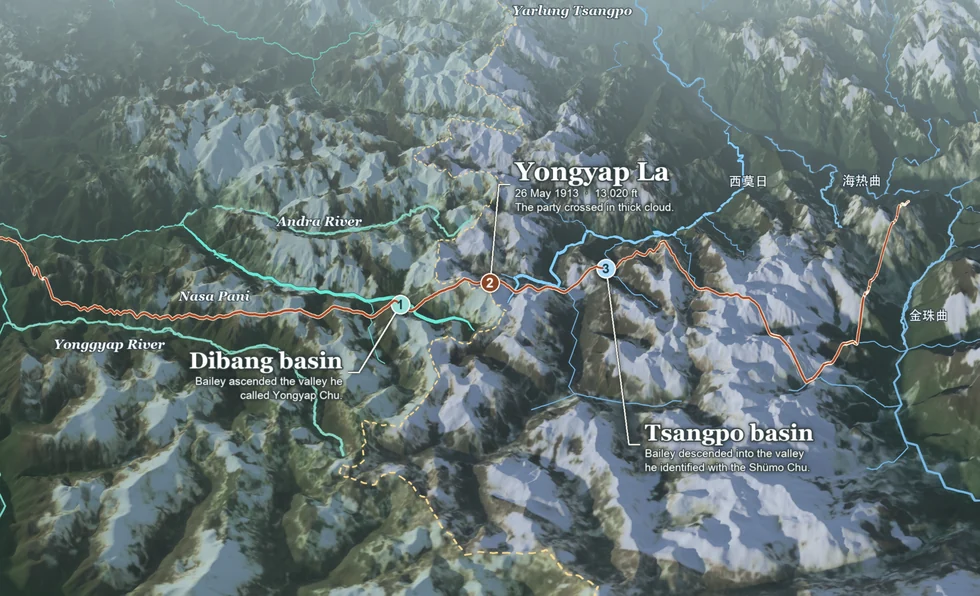 Yarlung Tsangpo
Yongyap La
26 May 1913 | 13 020 ft
The party crossed in thick cloud.
西莫日
海热曲
Andra River
2
3
Nasa Pani
1
金珠曲
Yonggyap River
Dibang basin
Bailey ascended the valley he
called Yongyap Chu.
Tsangpo basin
Bailey descended into the valley
he identified with the Shümo Chu.